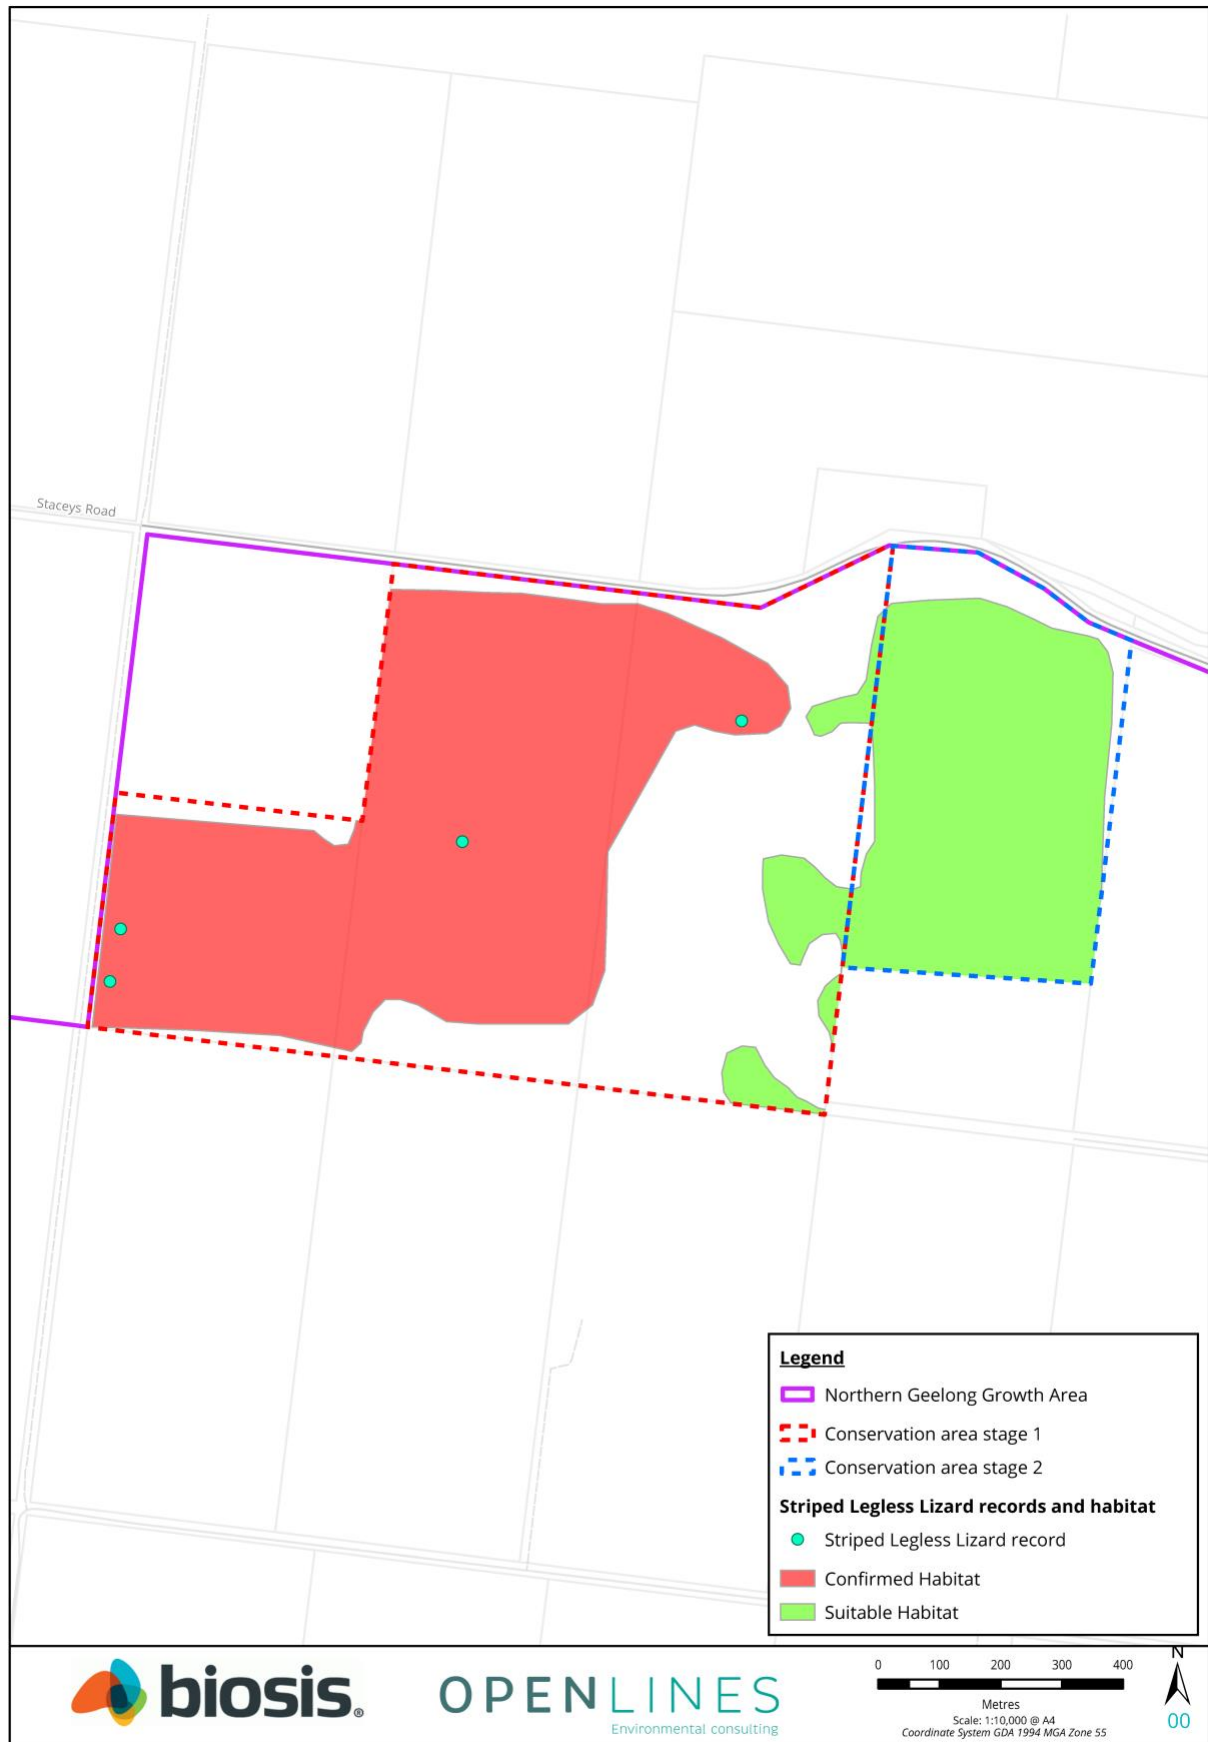 Staceys Road
Legend
Northern Geelong Growth Area
Conservation area stage 1
Conservation area stage 2
Striped Legless Lizard records and habitat
Striped Legless Lizard record
Confirmed Habitat
Suitable Habitat
biosis®
OPENLINES
Environmental consulting
0 100 200 300 400
Metres
Scale: 1:10,000 @ A4
Coordinate System GDA 1994 MGA Zone 55
N
00